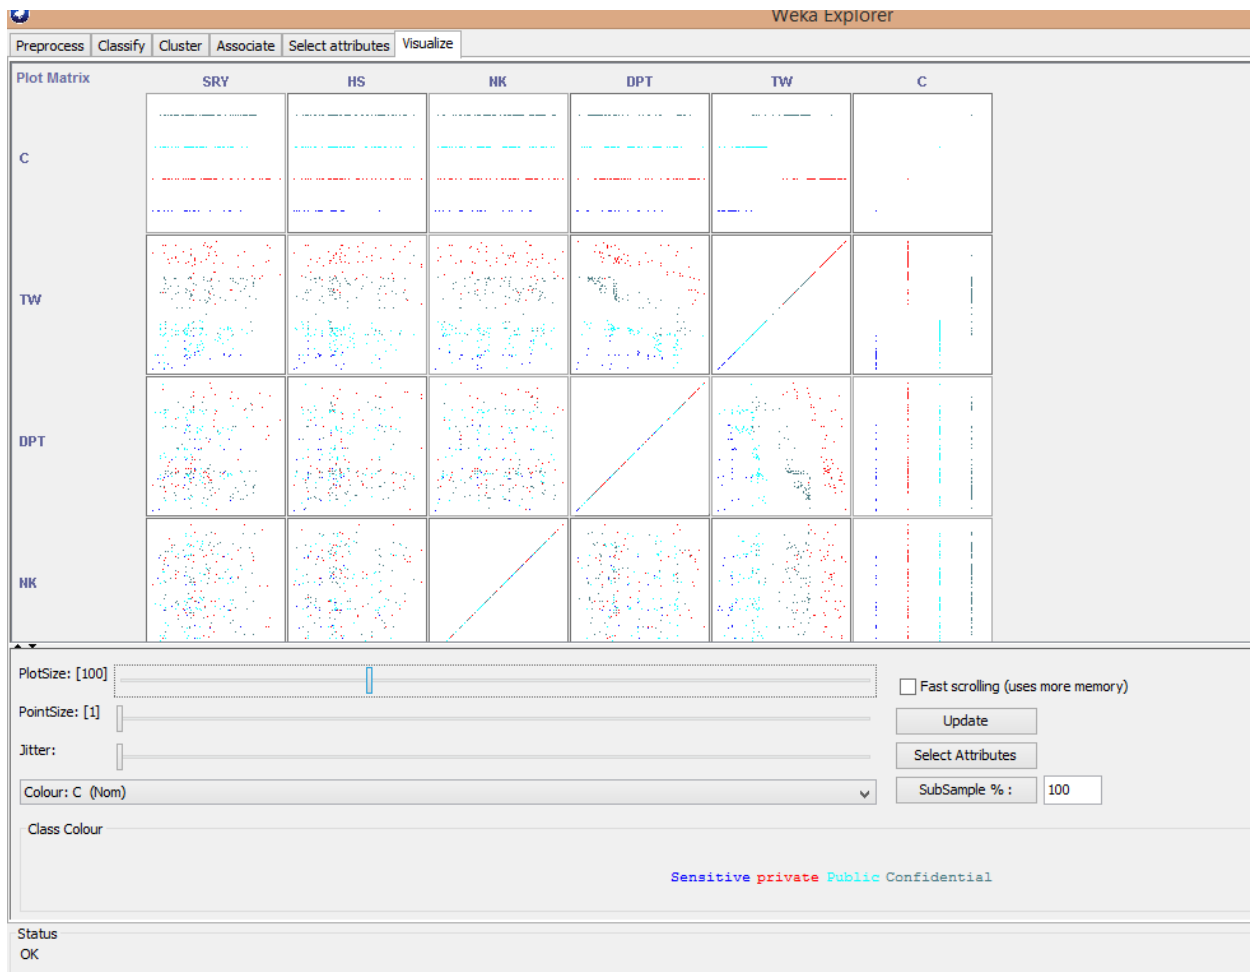 Weka Explorer
Preprocess Classify Cluster Associate Select attributes Visualize
Plot Matrix SRY HS NK DPT TW C
C
TW
DPT
NK
PlotSize: [100]
Fast scrolling (uses more memory)
PointSize: [1]
Update
Jitter:
Select Attributes
Colour: C (Nom)
SubSample % : 100
Class Colour
Sensitive private Public Confidential
Status
OK